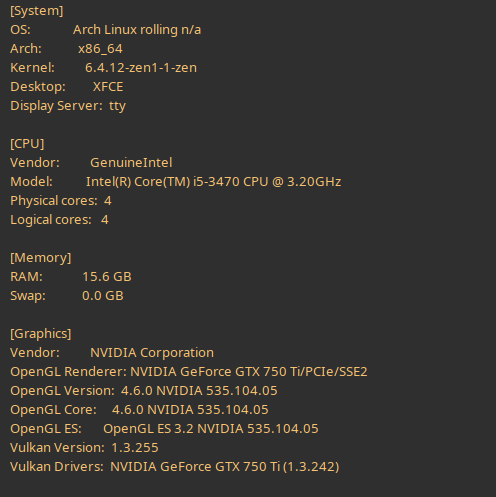 [System]
OS: Arch Linux rolling n/a
Arch: x86_64
Kernel: 6.4.12-zen1-1-zen
Desktop: XFCE
Display Server: tty
[CPU]
Vendor: GenuineIntel
Model: Intel(R) Core(TM) i5-3470 CPU @ 3.20GHz
Physical cores: 4
Logical cores: 4
[Memory]
RAM: 15.6 GB
Swap: 0.0 GB
[Graphics]
Vendor: NVIDIA Corporation
OpenGL Renderer: NVIDIA GeForce GTX 750 Ti/PCIe/SSE2
OpenGL Version: 4.6.0 NVIDIA 535.104.05
OpenGL Core: 4.6.0 NVIDIA 535.104.05
OpenGL ES: OpenGL ES 3.2 NVIDIA 535.104.05
Vulkan Version: 1.3.255
Vulkan Drivers: NVIDIA GeForce GTX 750 Ti (1.3.242)